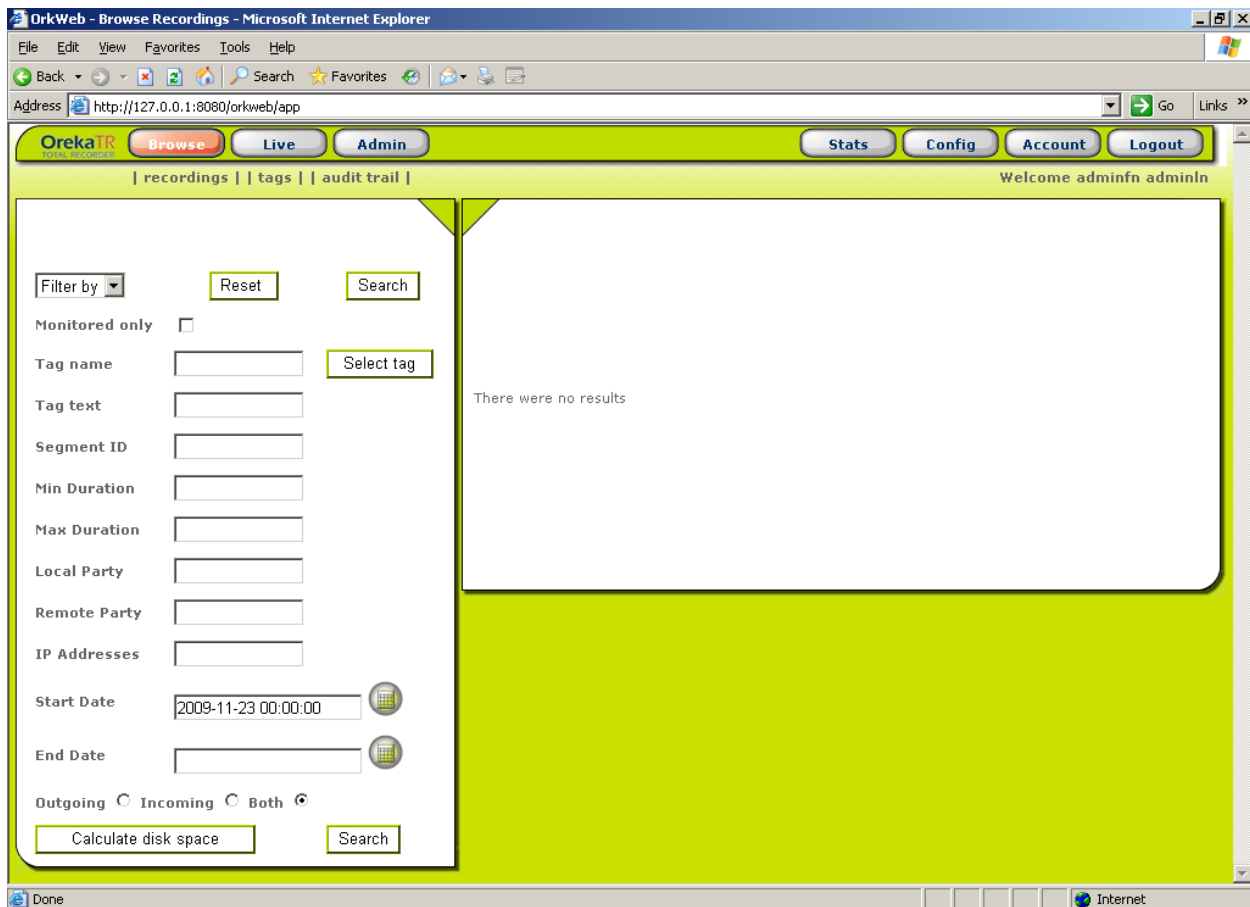 OrkWeb - Browse Recordings - Microsoft Internet Explorer
File Edit View Favorites Tools Help
Back Search Favorites
Address http://127.0.0.1:8080/orkweb/app Go Links »
OrekaTR Browse Live Admin Stats Config Account Logout
TOTAL RECORDER
| recordings | | tags | | audit trail | Welcome adminfn adminln
Filter by Reset Search
Monitored only
Tag name Select tag
Tag text
There were no results
Segment ID
Min Duration
Max Duration
Local Party
Remote Party
IP Addresses
Start Date 2009-11-23 00:00:00
End Date
Outgoing Incoming Both
Calculate disk space Search
Done Internet